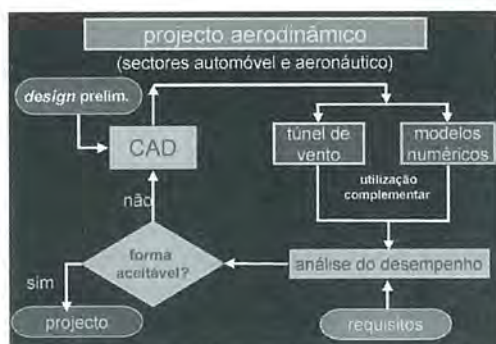 projecto aerodinâmico
(sectores automóvel e aeronáutico)
design prelim.
CAD
túnel de
vento
modelos
numéricos
utilização
complementar
não
forma
aceitável?
análise do desempenho
sim
projecto
requisitos